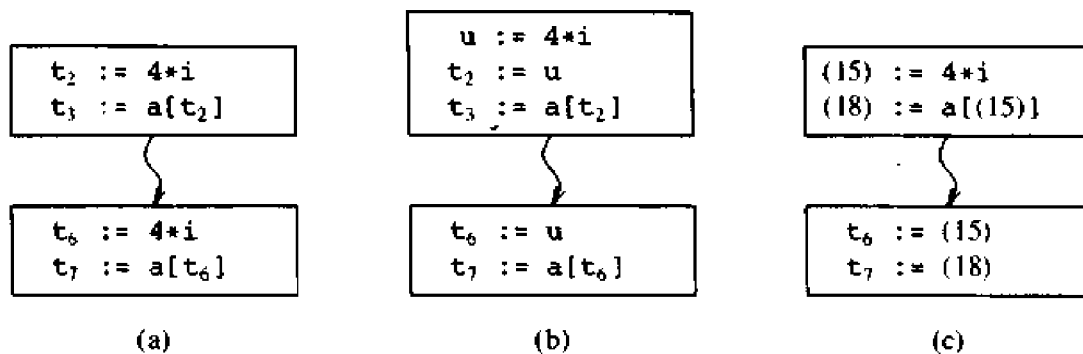 t₂ := 4*i
t₃ := a[t₂]
t₆ := 4*i
t₇ := a[t₆]
(a)
u := 4*i
t₂ := u
t₃ := a[t₂]
t₆ := u
t₇ := a[t₆]
(b)
(15) := 4*i
(18) := a[(15)]
t₆ := (15)
t₇ := (18)
(c)